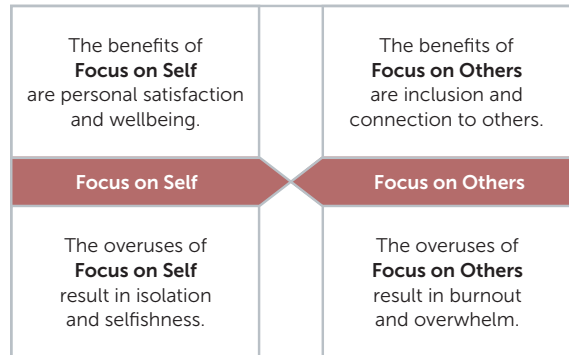 The benefits of
Focus on Self
are personal satisfaction
and wellbeing.
The benefits of
Focus on Others
are inclusion and
connection to others.
Focus on Self
Focus on Others
The overuses of
Focus on Self
result in isolation
and selfishness.
The overuses of
Focus on Others
result in burnout
and overwhelm.